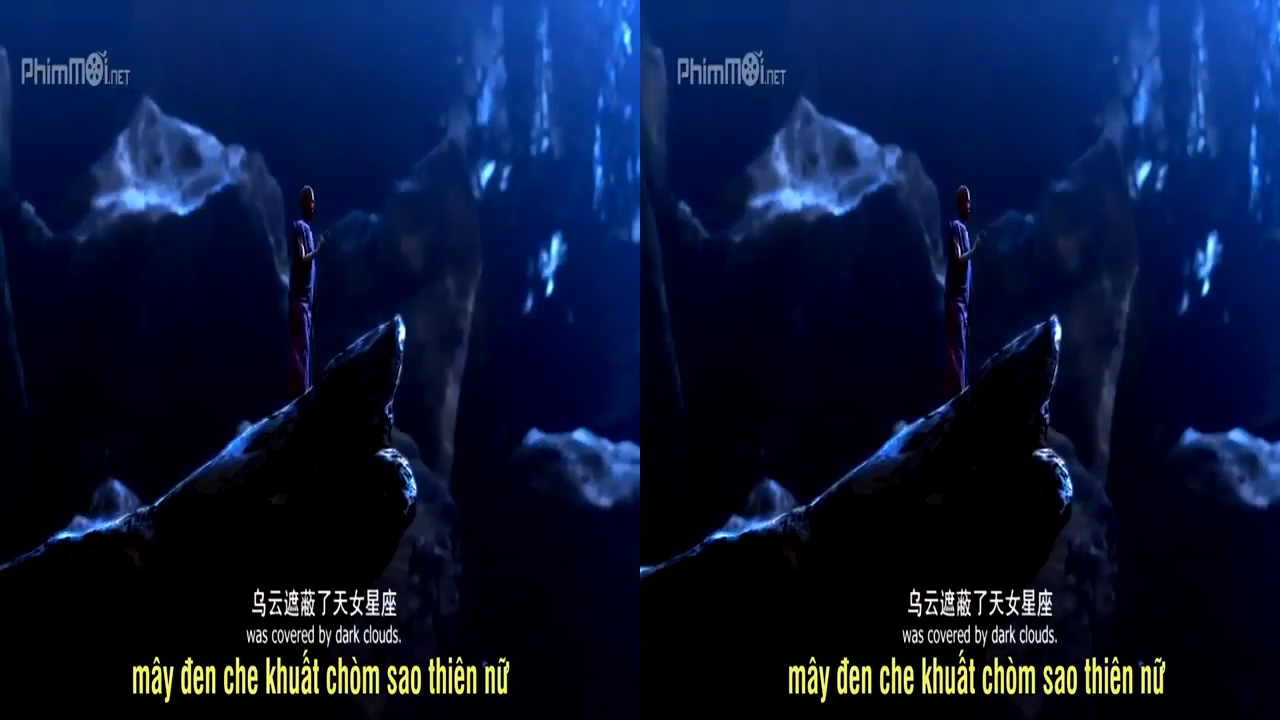 PhimMới.NET
PhimMới.NET
乌云遮蔽了天女星座
was covered by dark clouds.
mây đen che khuất chòm sao thiên nữ
乌云遮蔽了天女星座
was covered by dark clouds.
mây đen che khuất chòm sao thiên nữ